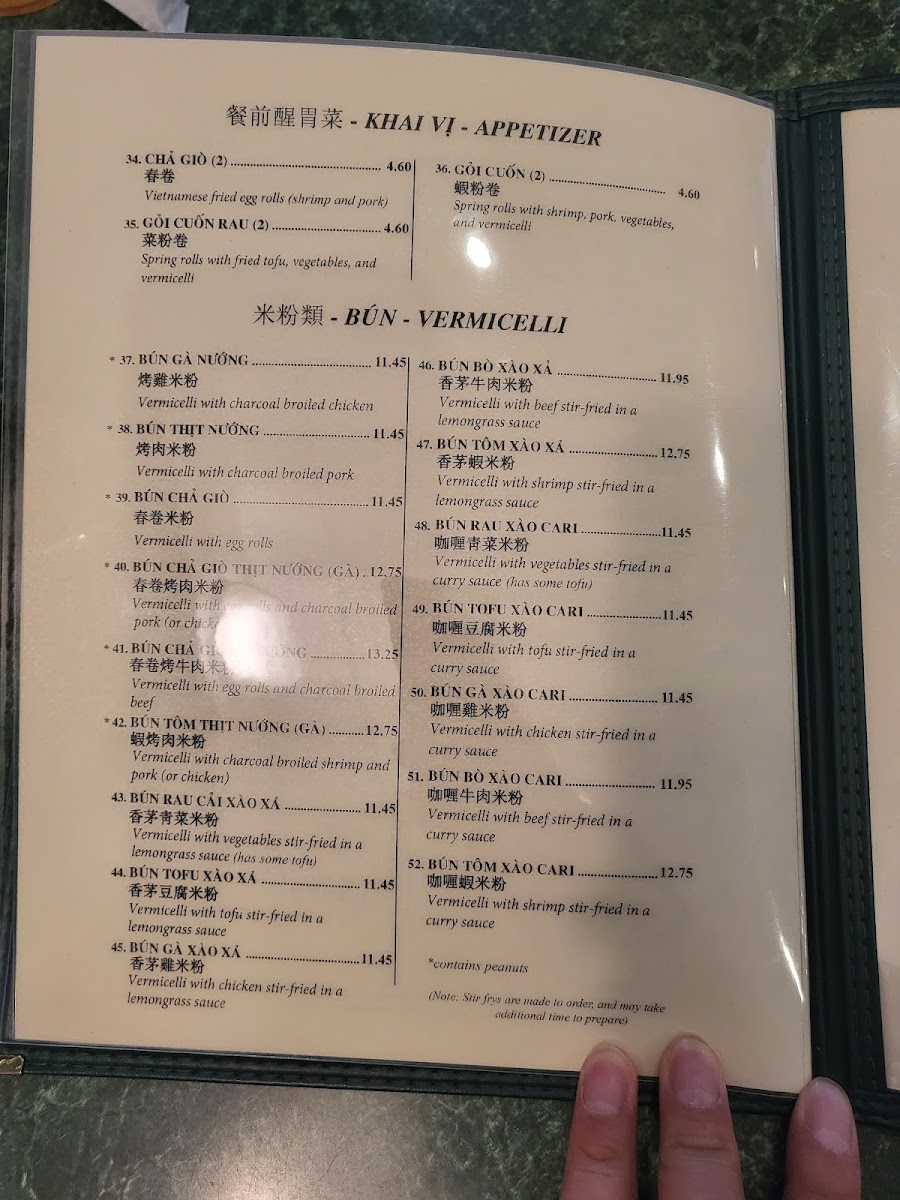 餐前醒胃菜 - KHAI VỊ - APPETIZER
34. CHẢ GIÒ (2) 4.60
春卷
Vietnamese fried egg rolls (shrimp and pork)
35. GỎI CUỐN RAU (2) 4.60
菜粉卷
Spring rolls with fried tofu, vegetables, and
vermicelli
36. GỎI CUỐN (2) 4.60
蝦粉卷
Spring rolls with shrimp, pork, vegetables,
and vermicelli
米粉類 - BÚN - VERMICELLI
* 37. BÚN GÀ NƯỚNG 11.45
烤雞米粉
Vermicelli with charcoal broiled chicken
* 38. BÚN THỊT NƯỚNG 11.45
烤肉米粉
Vermicelli with charcoal broiled pork
* 39. BÚN CHẢ GIÒ 11.45
春卷米粉
Vermicelli with egg rolls
* 40. BÚN CHẢ GIÒ THỊT NƯỚNG (GÀ) 12.75
春卷烤肉米粉
Vermicelli with egg rolls and charcoal broiled
pork (or chicken)
* 41. BÚN CHẢ 13.25
春卷烤牛肉米粉
Vermicelli with egg rolls and charcoal broiled
beef
* 42. BÚN TÔM THỊT NƯỚNG (GÀ) 12.75
蝦烤肉米粉
Vermicelli with charcoal broiled shrimp and
pork (or chicken)
43. BÚN RAU CẢI XÀO XẢ 11.45
香茅靑菜米粉
Vermicelli with vegetables stir-fried in a
lemongrass sauce (has some tofu)
44. BÚN TOFU XÀO XẢ 11.45
香茅豆腐米粉
Vermicelli with tofu stir-fried in a
lemongrass sauce
45. BÚN GÀ XÀO XẢ 11.45
香茅雞米粉
Vermicelli with chicken stir-fried in a
lemongrass sauce
46. BÚN BÒ XÀO XẢ 11.95
香茅牛肉米粉
Vermicelli with beef stir-fried in a
lemongrass sauce
47. BÚN TÔM XÀO XẢ 12.75
香茅蝦米粉
Vermicelli with shrimp stir-fried in a
lemongrass sauce
48. BÚN RAU XÀO CARI 11.45
咖喱靑菜米粉
Vermicelli with vegetables stir-fried in a
curry sauce (has some tofu)
49. BÚN TOFU XÀO CARI 11.45
咖喱豆腐米粉
Vermicelli with tofu stir-fried in a
curry sauce
50. BÚN GÀ XÀO CARI 11.45
咖喱雞米粉
Vermicelli with chicken stir-fried in a
curry sauce
51. BÚN BÒ XÀO CARI 11.95
咖喱牛肉米粉
Vermicelli with beef stir-fried in a
curry sauce
52. BÚN TÔM XÀO CARI 12.75
咖喱蝦米粉
Vermicelli with shrimp stir-fried in a
curry sauce
*contains peanuts
(Note: Stir frys are made to order, and may take
additional time to prepare)